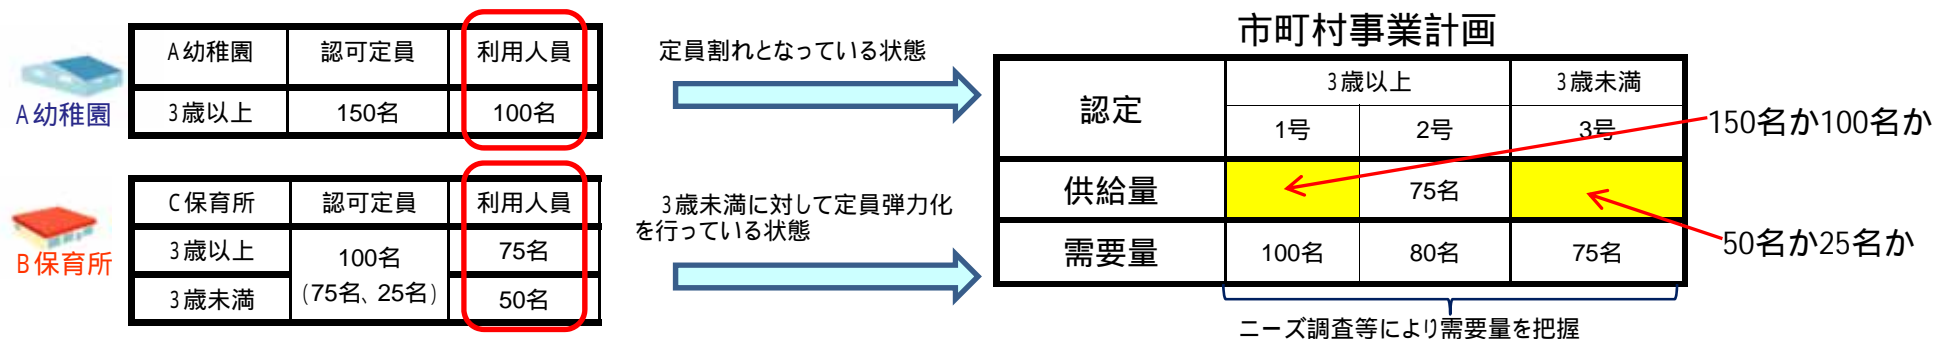 市町村事業計画
A幼稚園
A幼稚園 認可定員 利用人員
3歳以上 150名 100名
定員割れとなっている状態
B保育所
C保育所 認可定員 利用人員
3歳以上 100名 75名
3歳未満 (75名、25名) 50名
3歳未満に対して定員弾力化
を行っている状態
認定 3歳以上 3歳未満
1号 2号 3号
供給量 75名
需要量 100名 80名 75名
150名か100名か
50名か25名か
ニーズ調査等により需要量を把握